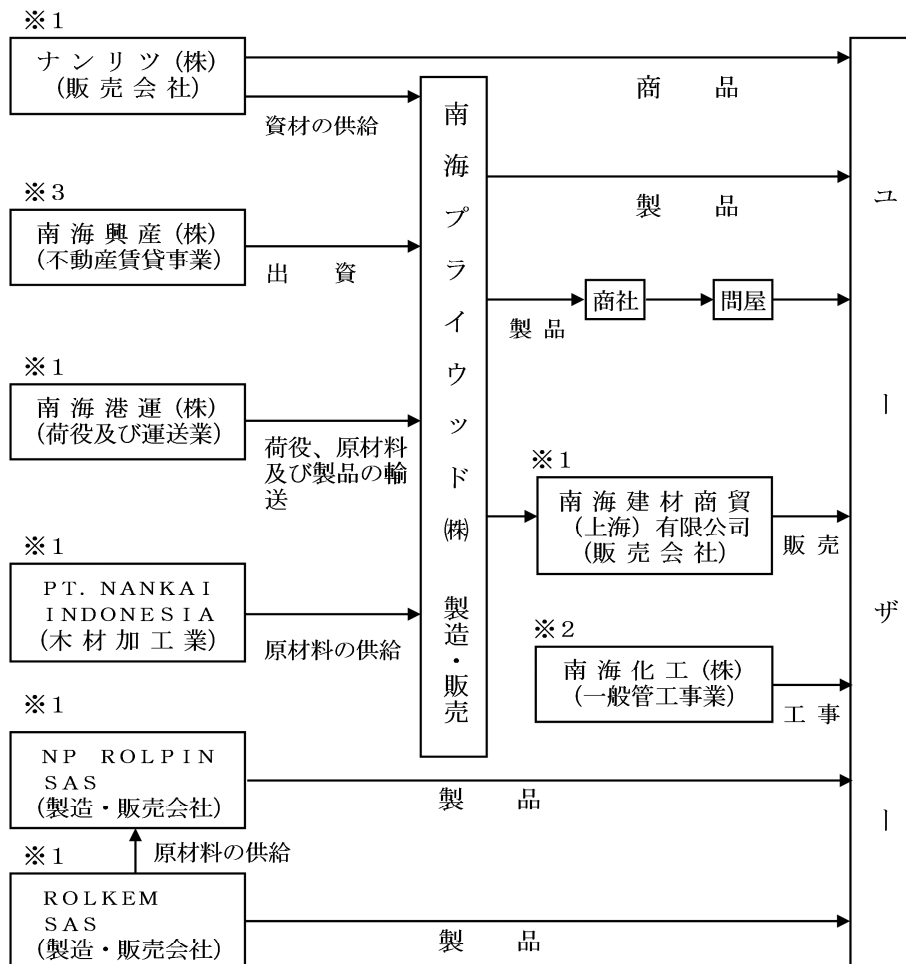 ※1
ナンリツ(株)
(販売会社)
資材の供給
商品
※3
南海興産(株)
(不動産賃貸事業)
出資
※1
南海港運(株)
(荷役及び運送業)
荷役、原材料
及び製品の輸
送
※1
PT. NANKAI
INDONESIA
(木材加工業)
原材料の供給
※1
NP ROLPIN
SAS
(製造・販売会社)
製品
原材料の供給
※1
ROLKEM
SAS
(製造・販売会社)
製品
南海プライウッド㈱ 製造・販売
製品
製品
商社
問屋
※1
南海建材商貿
(上海)有限公司
(販売会社)
販売
※2
南海化工(株)
(一般管工事業)
工事
ユーザー